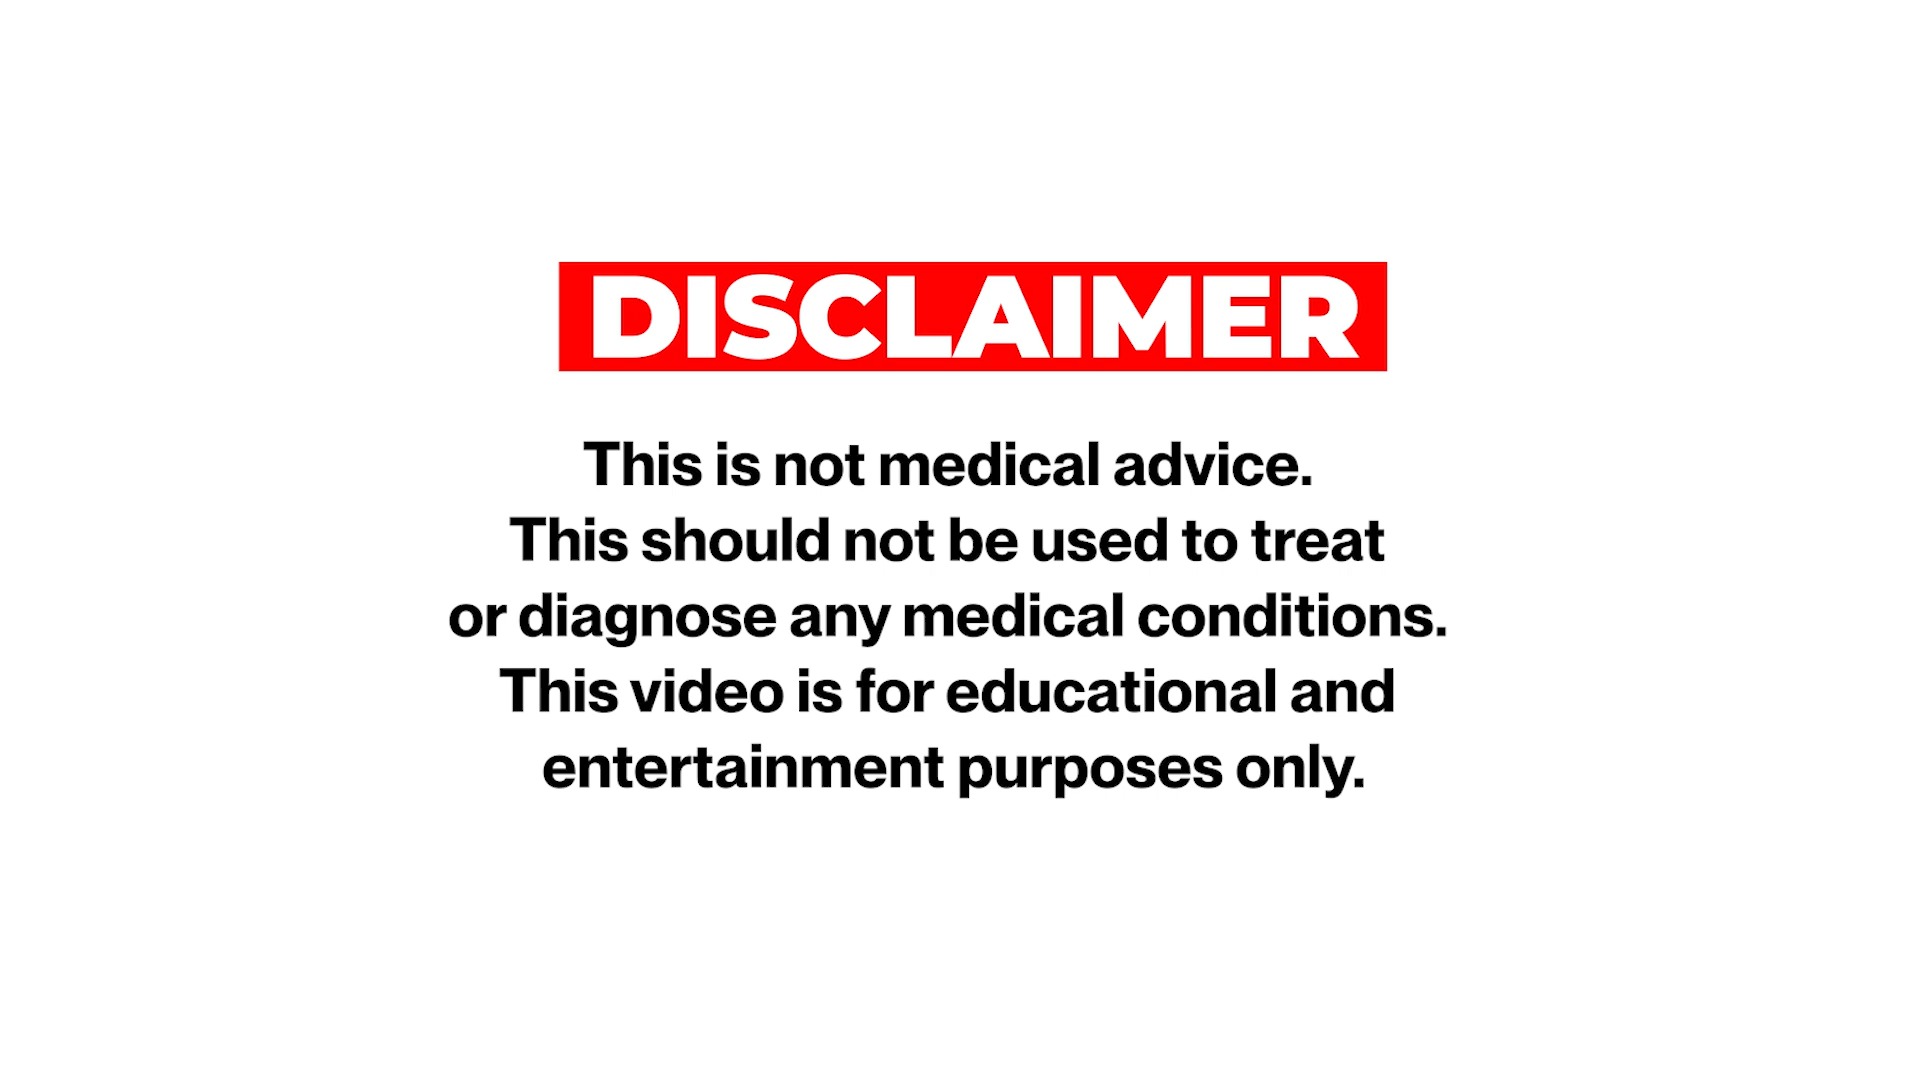 DISCLAIMER
This is not medical advice.
This should not be used to treat
or diagnose any medical conditions.
This video is for educational and
entertainment purposes only.